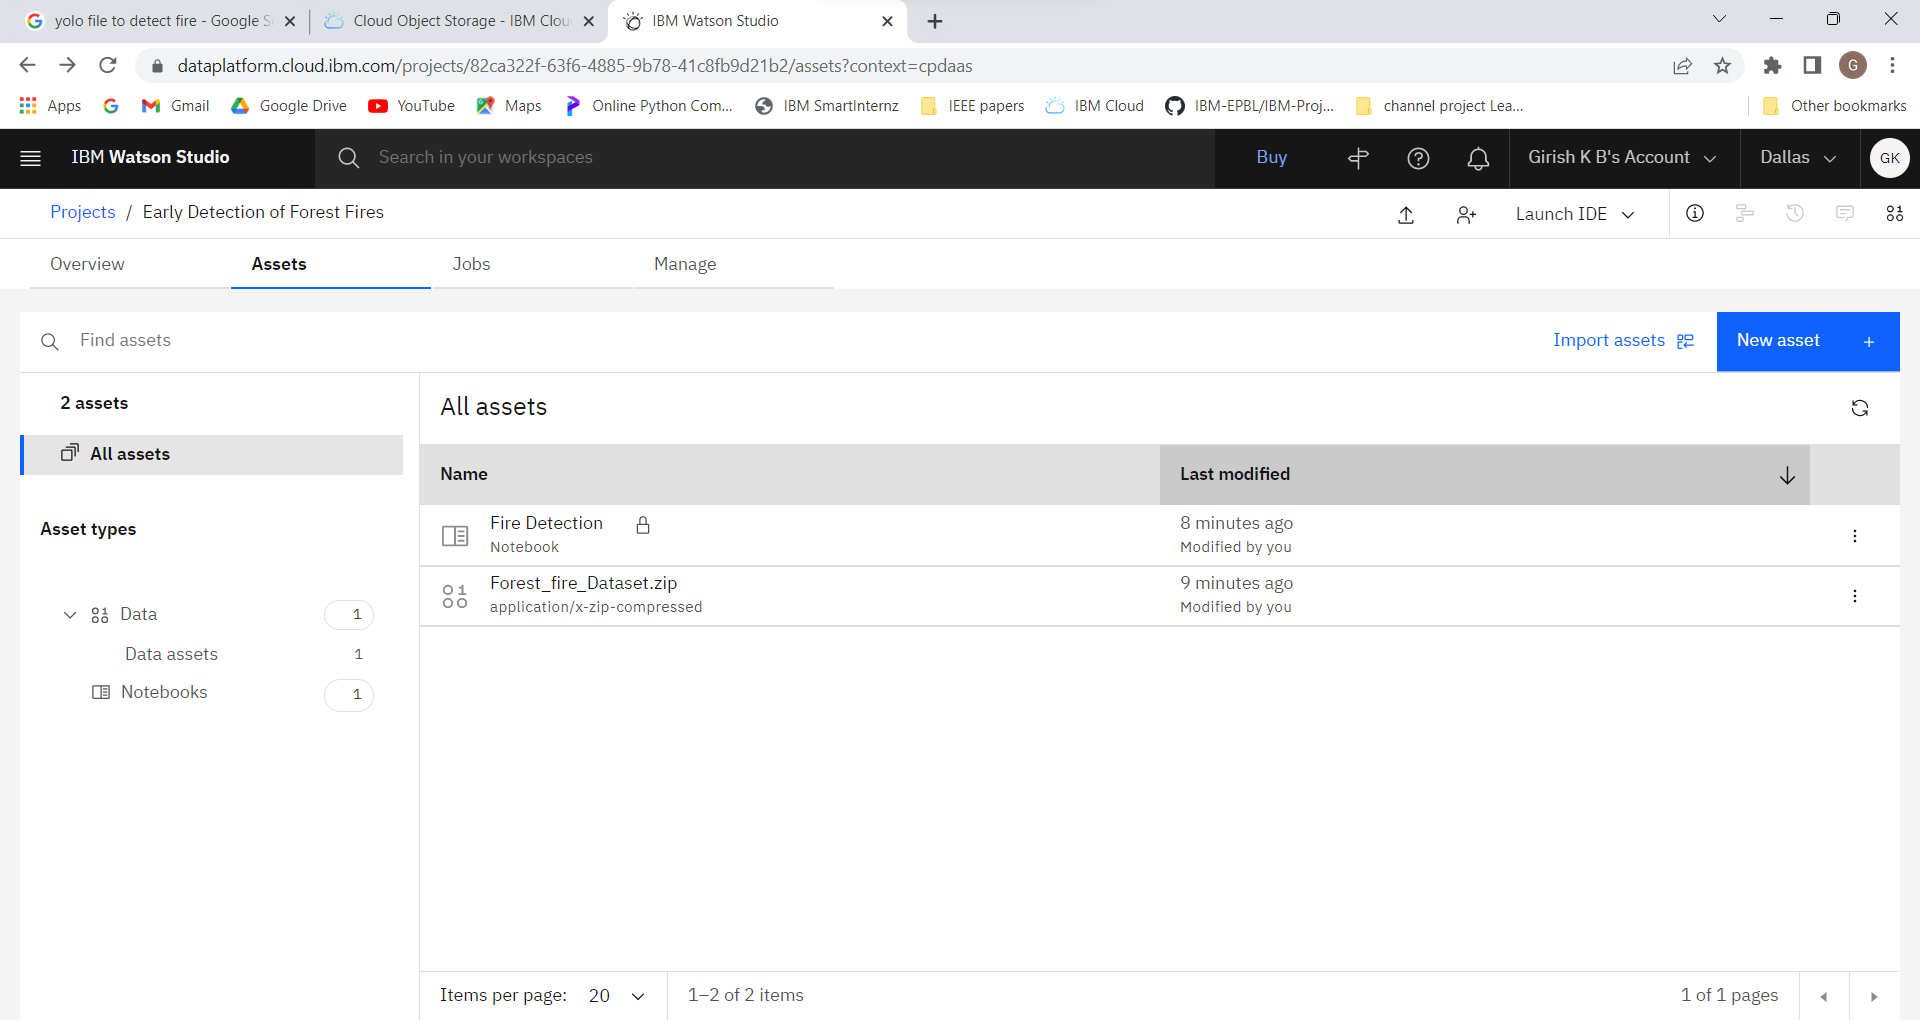 yolo file to detect fire - Google Se
Cloud Object Storage - IBM Clou
IBM Watson Studio
dataplatform.cloud.ibm.com/projects/82ca322f-63f6-4885-9b78-41c8fb9d21b2/assets?context=cpdaas
G
Apps
Gmail
Google Drive
YouTube
Maps
Online Python Com...
IBM SmartInternz
IEEE papers
IBM Cloud
IBM-EPBL/IBM-Proj...
channel project Lea...
Other bookmarks
IBM Watson Studio
Search in your workspaces
Buy
Girish K B's Account
Dallas
GK
Projects / Early Detection of Forest Fires
Launch IDE
Overview
Assets
Jobs
Manage
Find assets
Import assets
New asset +
2 assets
All assets
Asset types
Data 1
Data assets 1
Notebooks 1
All assets
Name
Last modified
Fire Detection
Notebook
8 minutes ago
Modified by you
Forest_fire_Dataset.zip
application/x-zip-compressed
9 minutes ago
Modified by you
Items per page: 20
1–2 of 2 items
1 of 1 pages